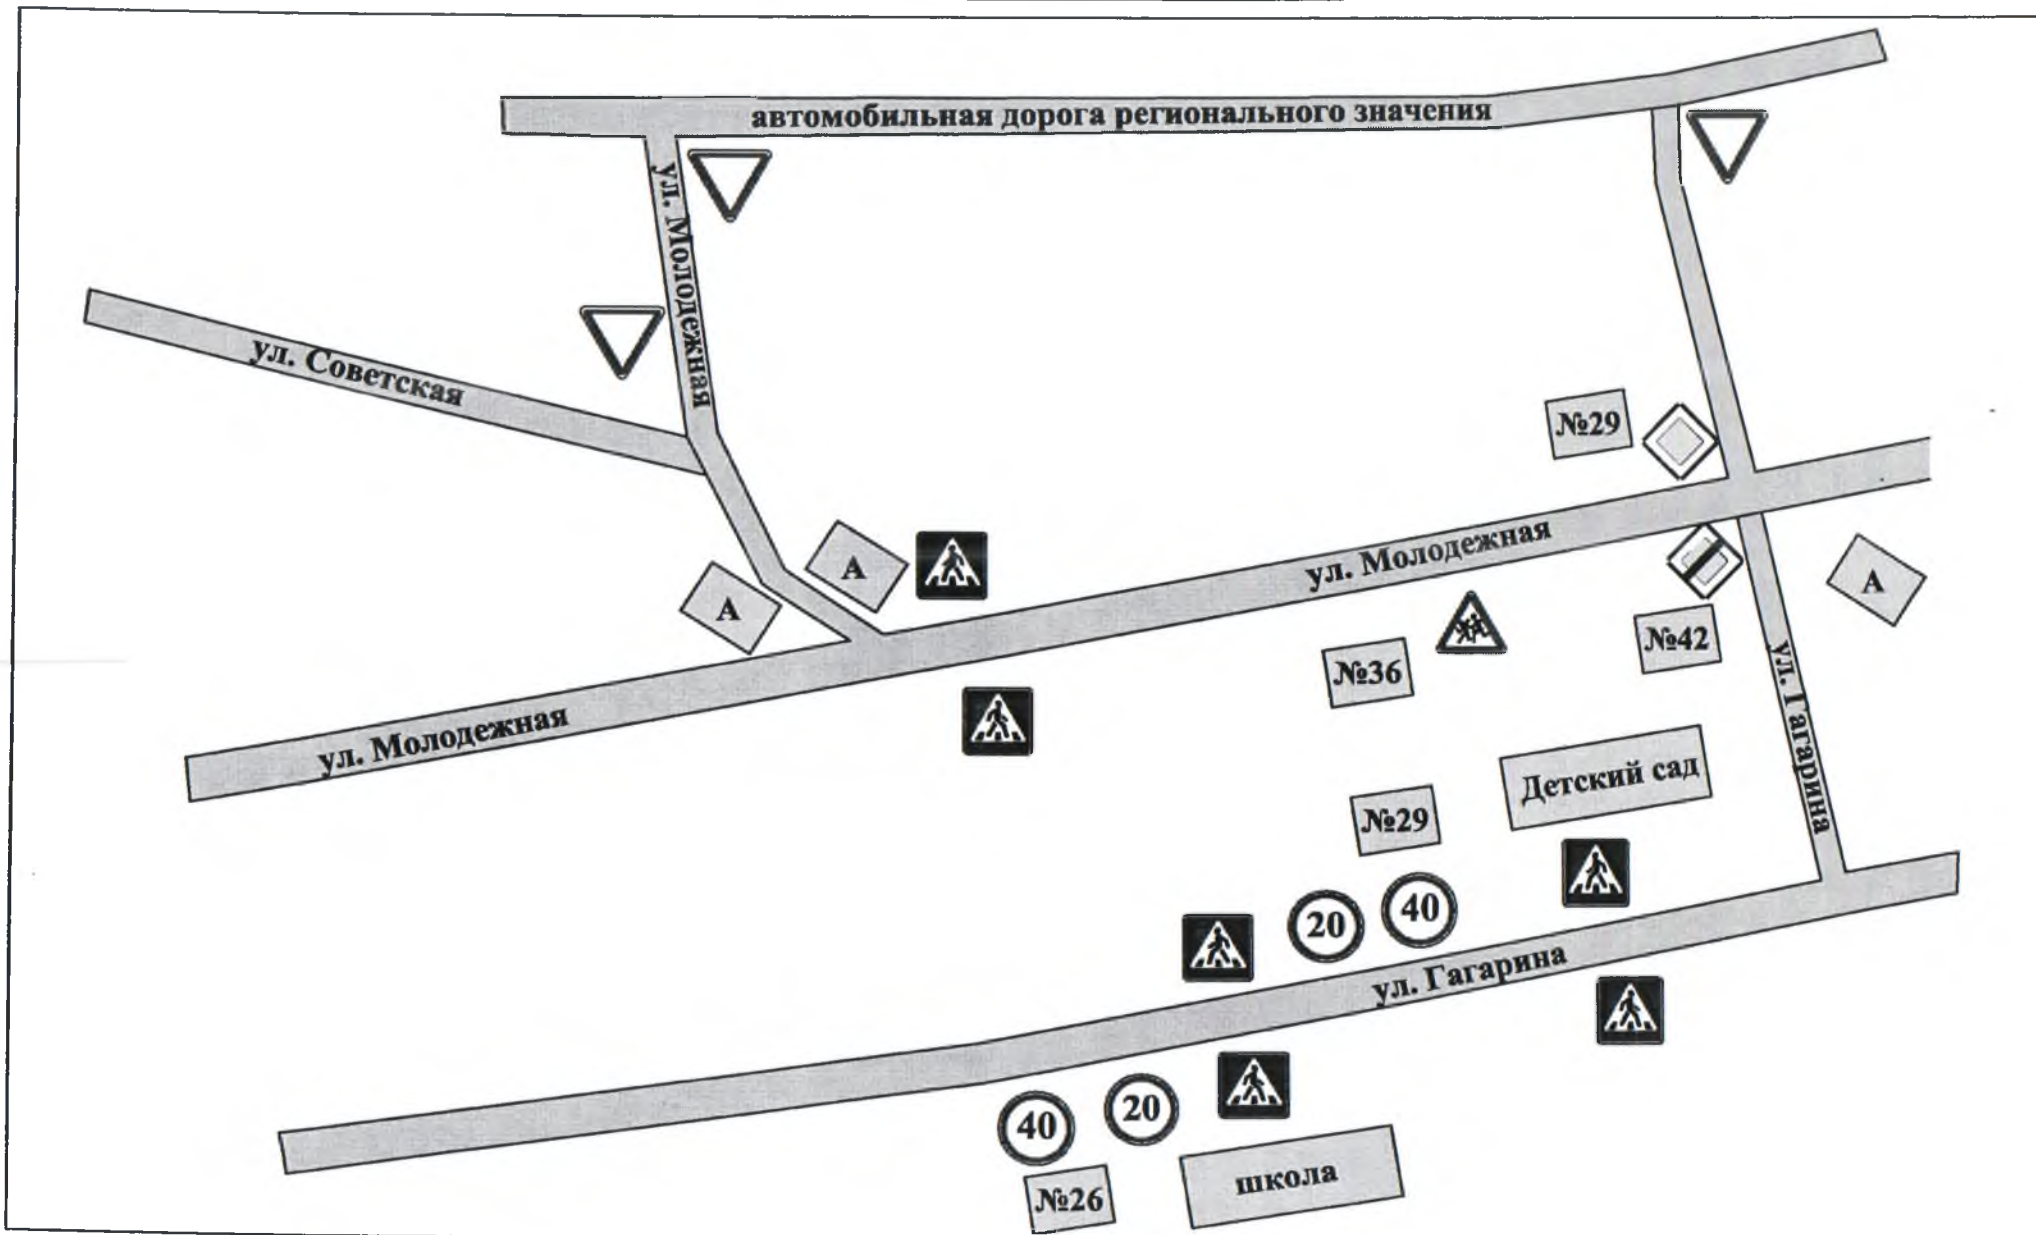 автомобильная дорога регионального значения
ул. Молодежная
ул. Советская
№29
А
А
ул. Молодежная
А
№42
№36
ул. Гагарина
ул. Молодежная
Детский сад
№29
20
40
ул. Гагарина
40
20
школа
№26